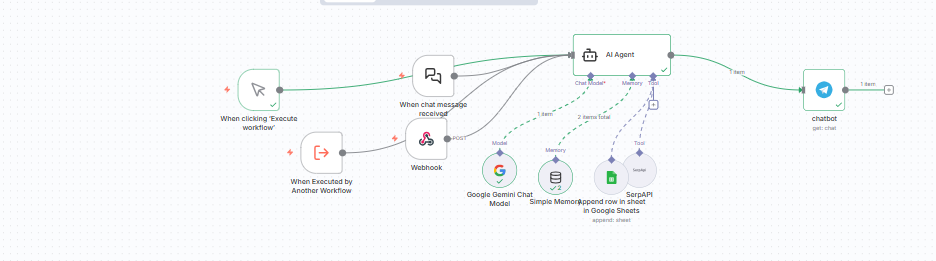 AI Agent
Chat Model*
Memory
Tool
1 item
1 item
chatbot
get: chat
When clicking 'Execute
workflow'
When chat message
received
POST
Webhook
When Executed by
Another Workflow
1 item
2 items total
Model
Memory
Tool
2
Google Gemini Chat
Model
Simple Memory
Append row in sheet
in Google Sheets
append: sheet
SerpAPI